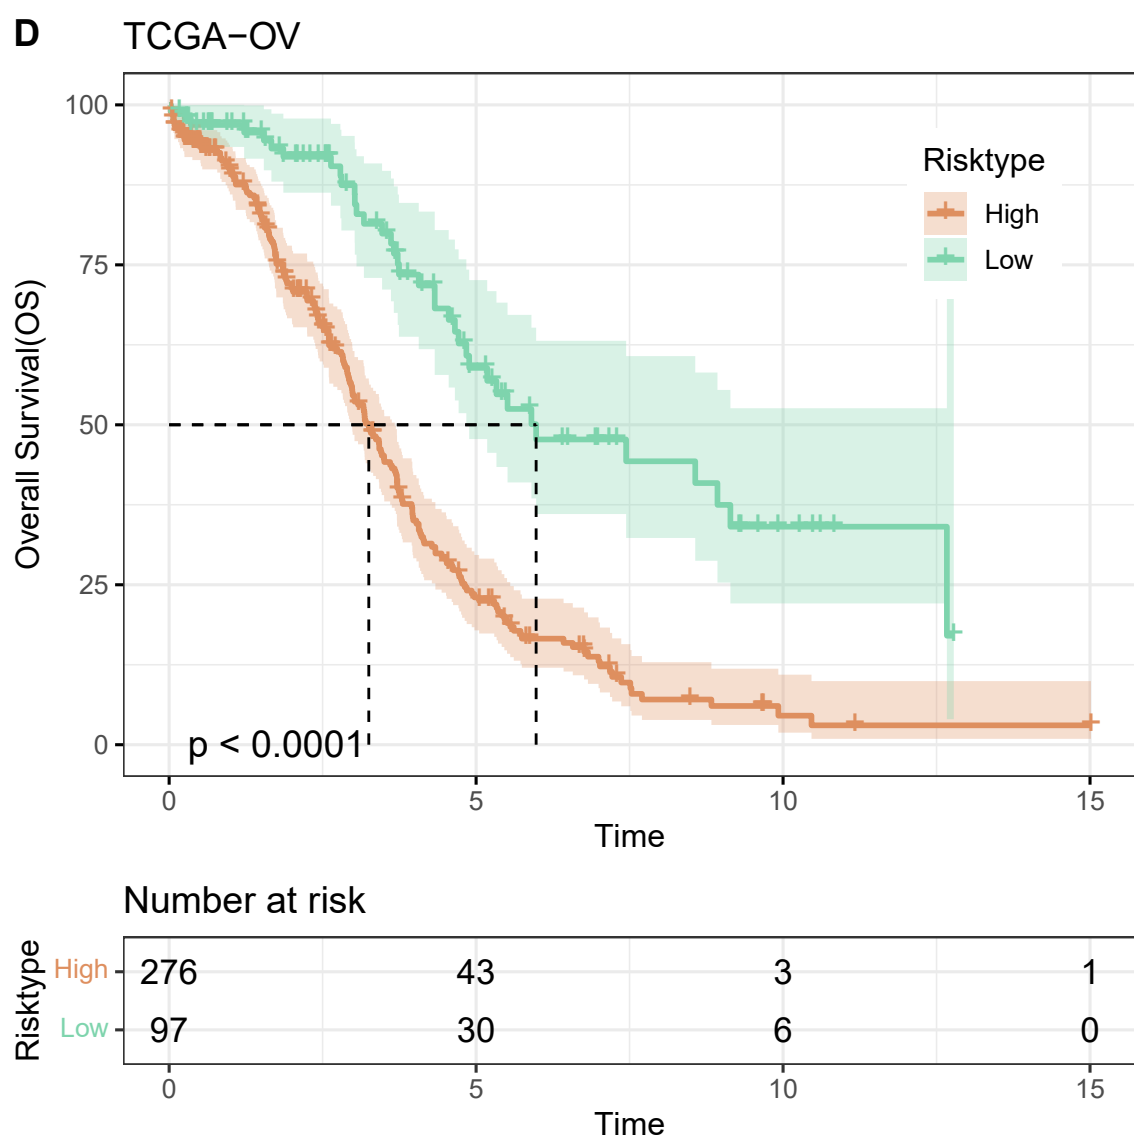 D TCGA−OV
Overall Survival(OS)
100
75
50
25
0
Risktype
High
Low
p < 0.0001
0 5 10 15
Time
Number at risk
Risktype
High 276 43 3 1
Low 97 30 6 0
0 5 10 15
Time